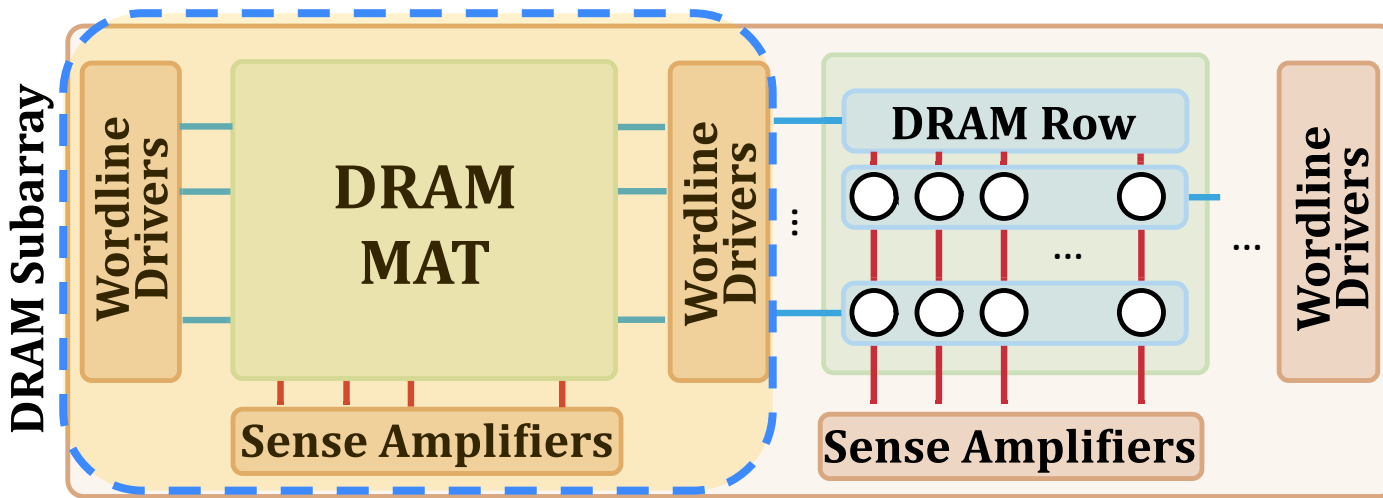 DRAM Subarray
Wordline
Drivers
DRAM
MAT
Sense Amplifiers
Wordline
Drivers
...
DRAM Row
...
Sense Amplifiers
...
Wordline
Drivers